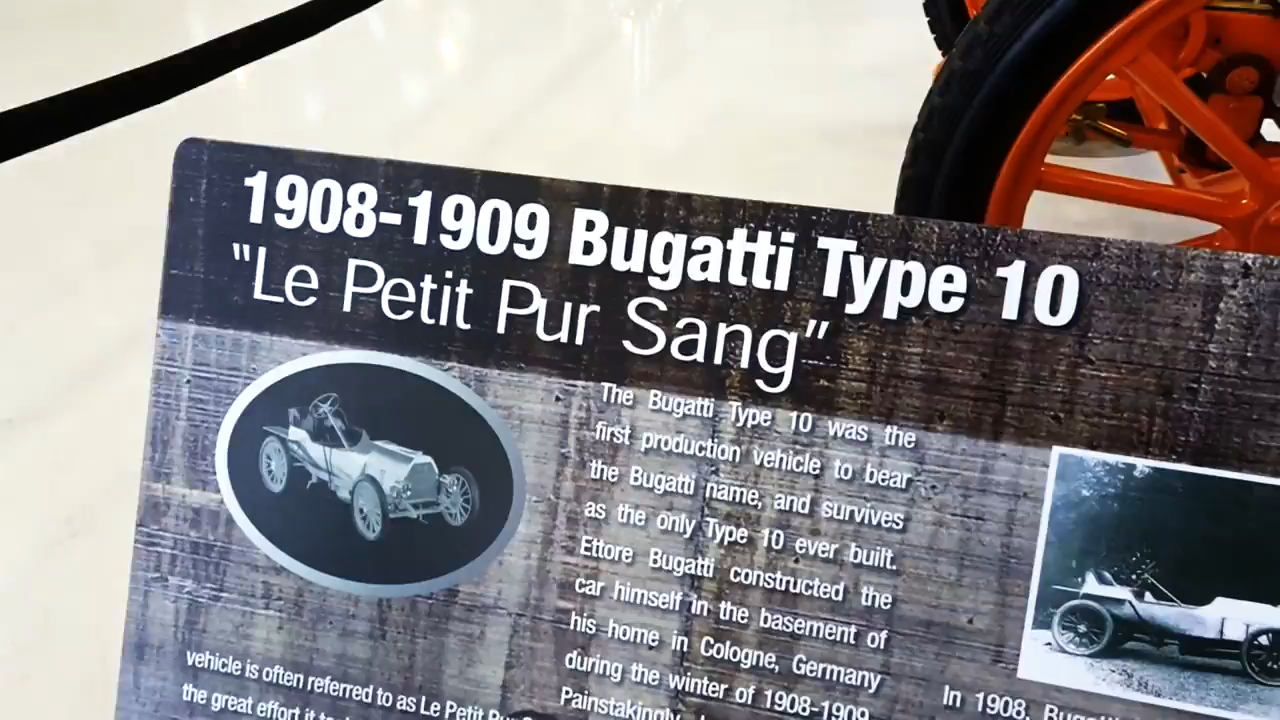 1908-1909 Bugatti Type 10
“Le Petit Pur Sang”
The Bugatti Type 10 was the
first production vehicle to bear
the Bugatti name, and survives
as the only Type 10 ever built.
Ettore Bugatti constructed the
car himself in the basement of
his home in Cologne, Germany
during the winter of 1908-1909.
Painstakingly
vehicle is often referred to as Le Petit Pur
the great effort it
In 1908, Bugatti